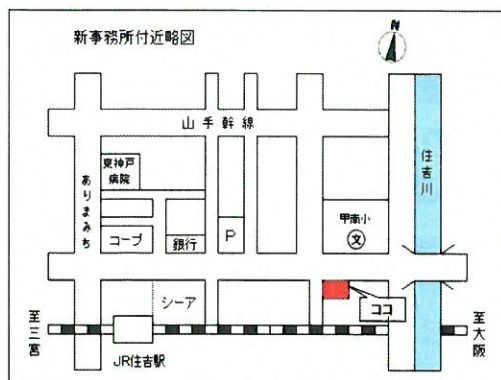 新事務所付近略図
N
山手幹線
東神戸
病院
ありまみち
住吉川
コープ
銀行
P
甲南小
文
シーア
ココ
至三宮
至大阪
JR住吉駅